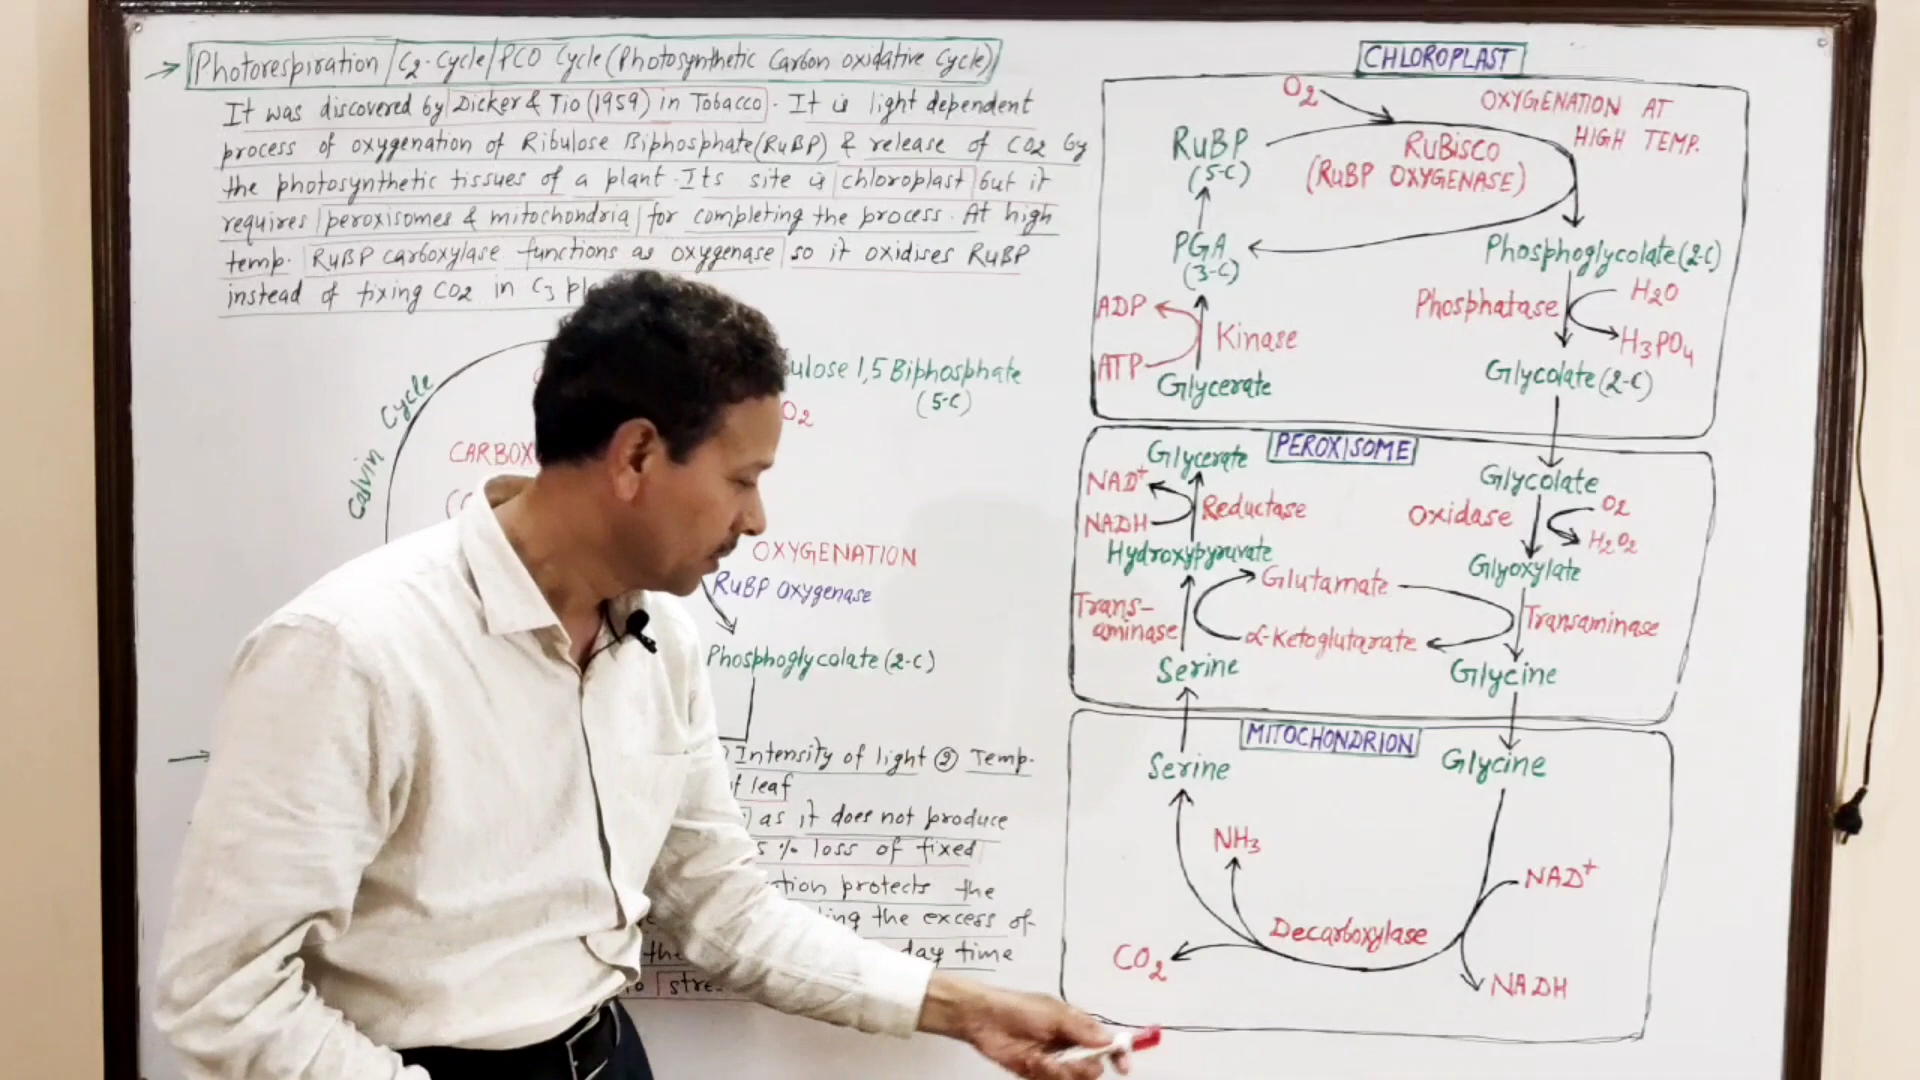 Photorespiration/C2-Cycle/PCO Cycle (Photosynthetic Carbon oxidative Cycle)
It was discovered by Dicker & Tio (1959) in Tobacco. It is light dependent
process of oxygenation of Ribulose Biphosphate (RuBP) & release of CO2 by
the photosynthetic tissues of a plant. Its site is chloroplast but it
requires peroxisomes & mitochondria for completing the process. At high
temp. RuBP carboxylase functions as oxygenase so it oxidises RuBP
instead of fixing CO2 in C3
Calvin Cycle
1,5 Biphosphate
(5-C)
O2
OXYGENATION
RuBP Oxygenase
Phosphoglycolate (2-C)
Intensity of light ② Temp.
leaf
as it does not produce
% loss of fixed
protects the
the excess of
the day time
CHLOROPLAST
O2
OXYGENATION AT
HIGH TEMP.
RuBP
(5-C)
RuBisCO
(RuBP OXYGENASE)
PGA
(3-C)
Phosphoglycolate (2-C)
ADP
Kinase
ATP
Phosphatase
H2O
H3PO4
Glycerate
Glycolate (2-C)
PEROXISOME
Glycerate
Glycolate
NAD+
Reductase
NADH
Oxidase
O2
H2O2
Hydroxypyruvate
Glyoxylate
Glutamate
Trans-
aminase
α-Ketoglutarate
Transaminase
Serine
Glycine
MITOCHONDRION
Serine
Glycine
NH3
NAD+
Decarboxylase
CO2
NADH